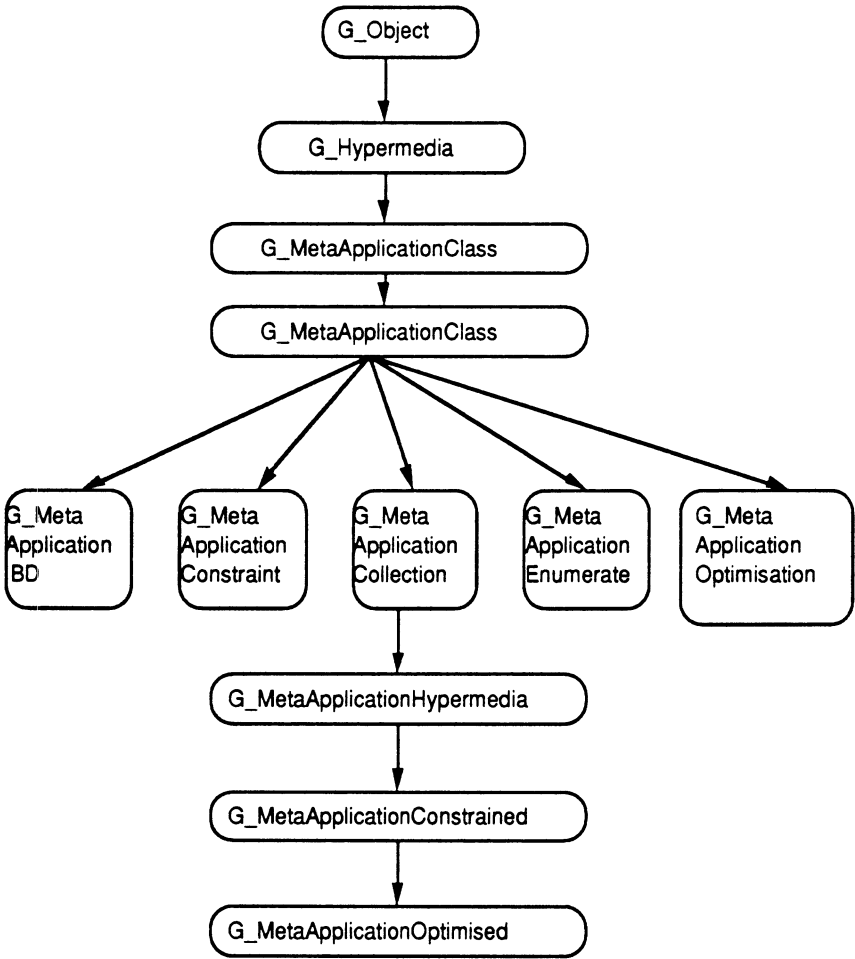 G_Object
G_Hypermedia
G_MetaApplicationClass
G_MetaApplicationClass
G_Meta
Application
BD
G_Meta
Application
Constraint
G_Meta
Application
Collection
G_Meta
Application
Enumerate
G_Meta
Application
Optimisation
G_MetaApplicationHypermedia
G_MetaApplicationConstrained
G_MetaApplicationOptimised